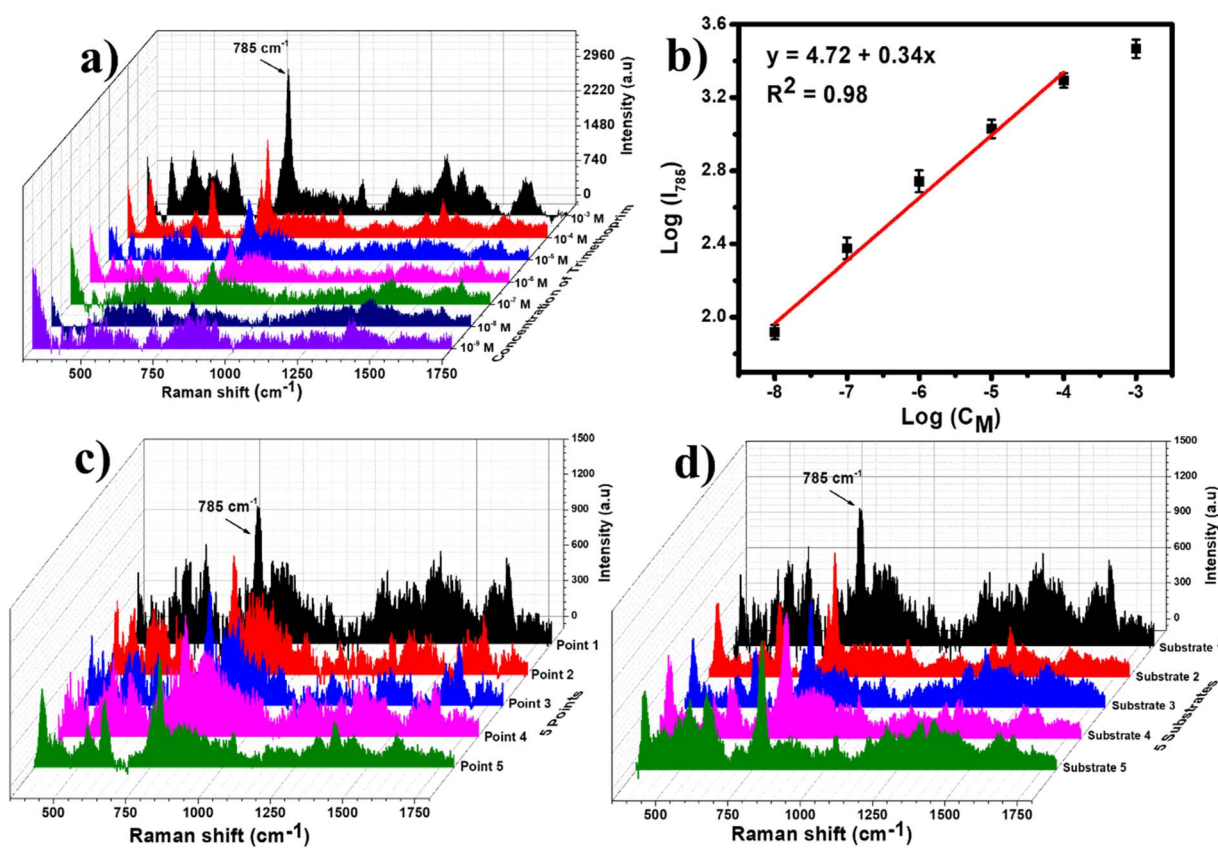 a)
785 cm-1
2960
2220
1480
740
0
Intensity (a.u)
10-3 M
10-4 M
10-5 M
10-6 M
10-7 M
10-8 M
10-9 M
Concentration of Trimethoprim
500 750 1000 1250 1500 1750
Raman shift (cm-1)
b)
y = 4.72 + 0.34x
R2 = 0.98
3.6
3.2
2.8
2.4
2.0
Log (I785)
-8 -7 -6 -5 -4 -3
Log (CM)
c)
785 cm-1
1500
1200
900
600
300
0
Intensity (a.u)
Point 1
Point 2
Point 3
Point 4
Point 5
5 Points
500 750 1000 1250 1500 1750
Raman shift (cm-1)
d)
785 cm-1
1500
1200
900
600
300
0
Intensity (a.u)
Substrate 1
Substrate 2
Substrate 3
Substrate 4
Substrate 5
5 Substrates
500 750 1000 1250 1500 1750
Raman shift (cm-1)